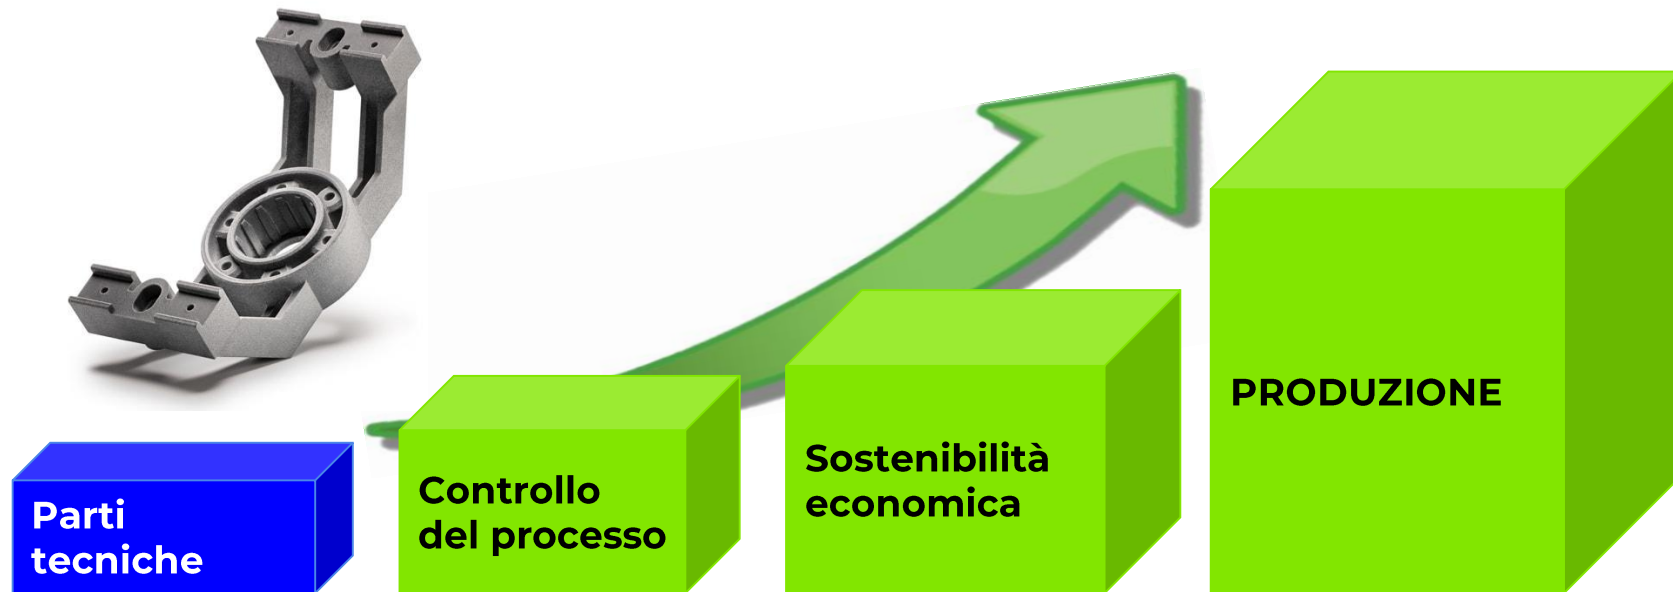 Parti
tecniche
Controllo
del processo
Sostenibilità
economica
PRODUZIONE